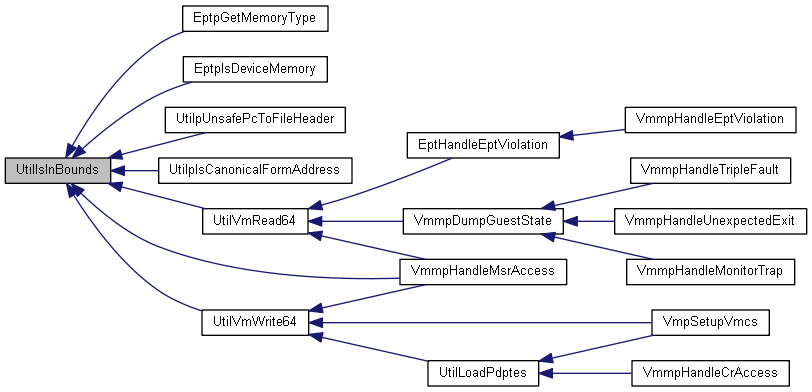 EptpGetMemoryType
EptpIsDeviceMemory
UtilpUnsafePcToFileHeader
UtilpIsCanonicalFormAddress
UtilIsInBounds
UtilVmRead64
UtilVmWrite64
EptHandleEptViolation
VmmpDumpGuestState
VmmpHandleMsrAccess
UtilLoadPdptes
VmmpHandleEptViolation
VmmpHandleTripleFault
VmmpHandleUnexpectedExit
VmmpHandleMonitorTrap
VmpSetupVmcs
VmmpHandleCrAccess